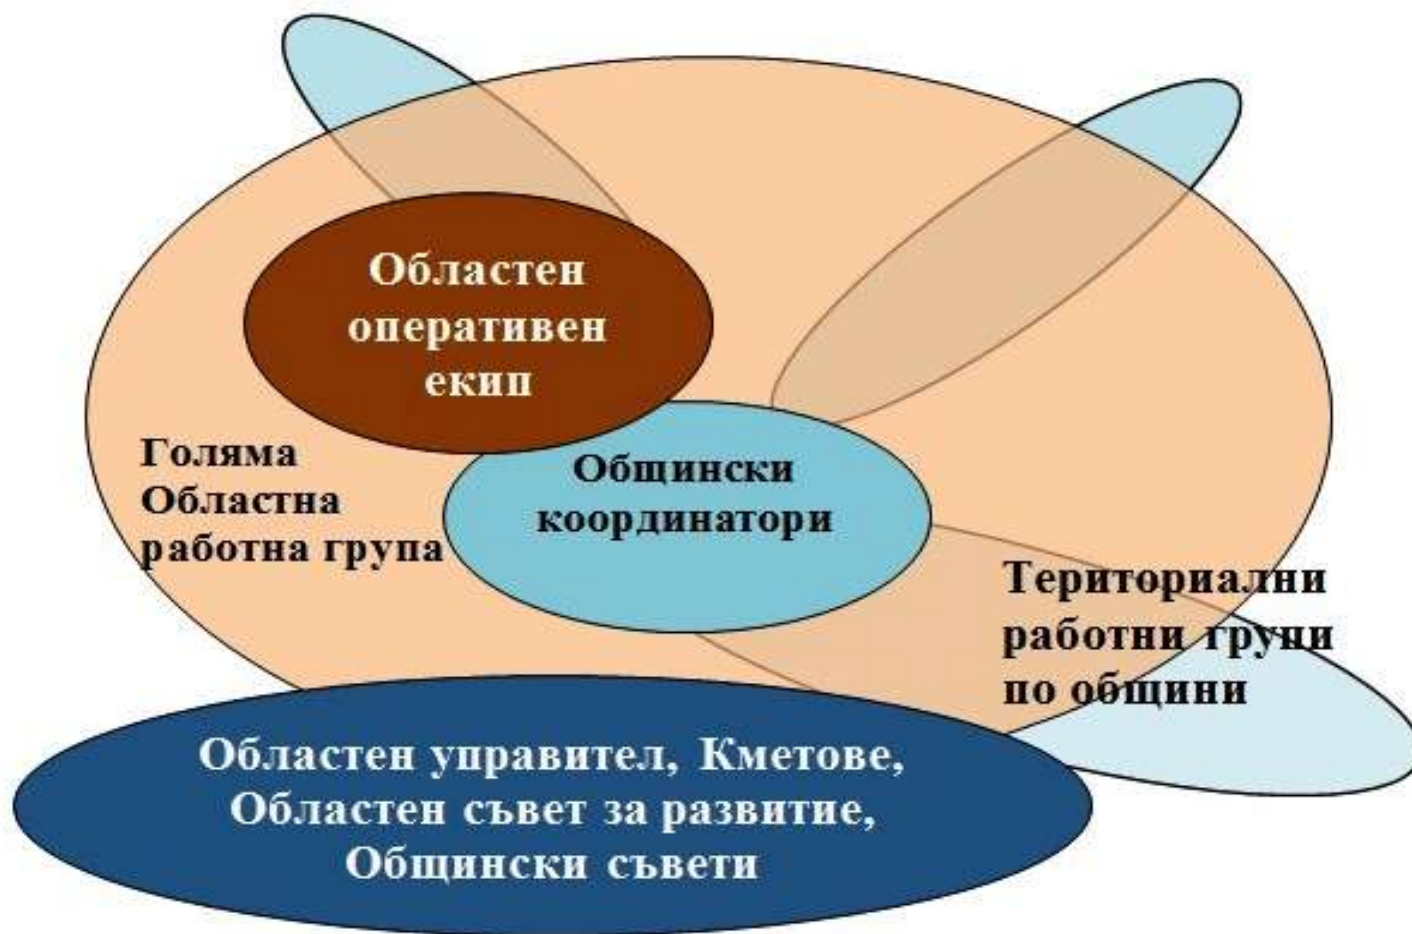 Областен
оперативен
екип
Голяма
Областна
работна група
Общински
координатори
Териториални
работни групи
по общини
Областен управител, Кметове,
Областен съвет за развитие,
Общински съвети